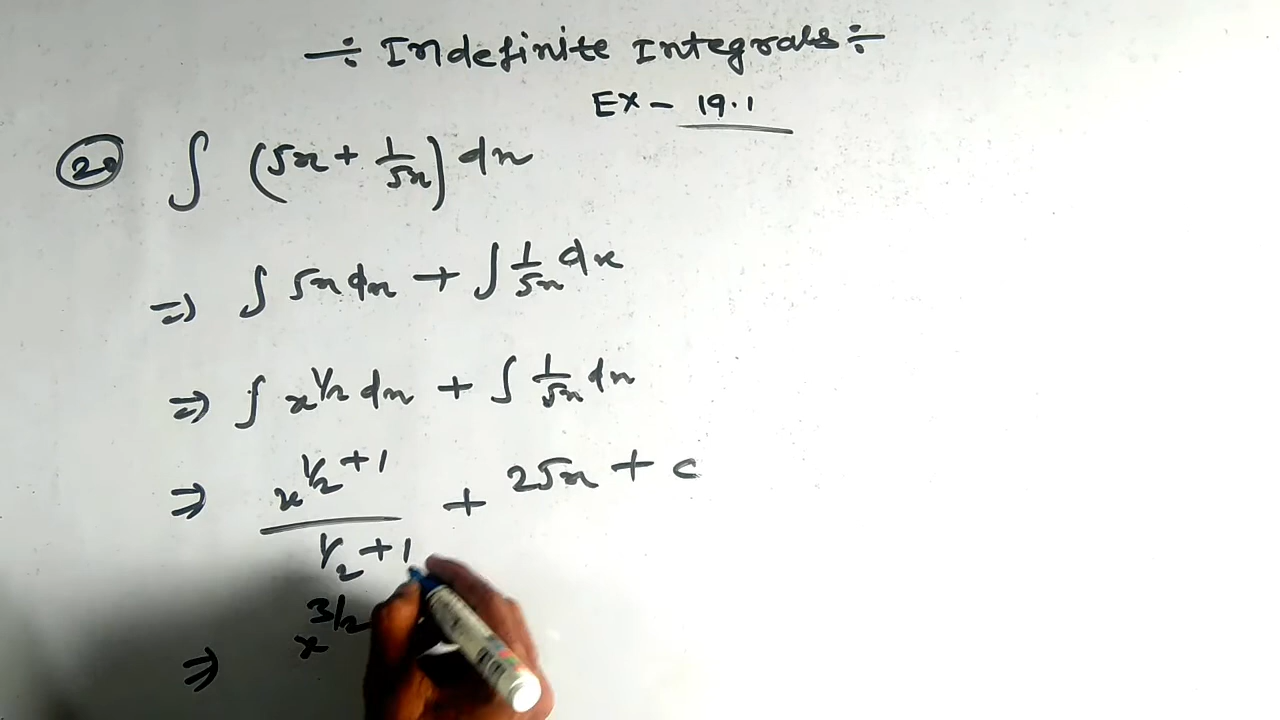 ÷ Indefinite Integrals ÷
EX - 19.1
20 ∫ (√x + 1/√x) dx
⇒ ∫ √x dx + ∫ 1/√x dx
⇒ ∫ x^1/2 dx + ∫ 1/√x dx
⇒ x^1/2+1 / 1/2+1 + 2√x + c
⇒ x^3/2